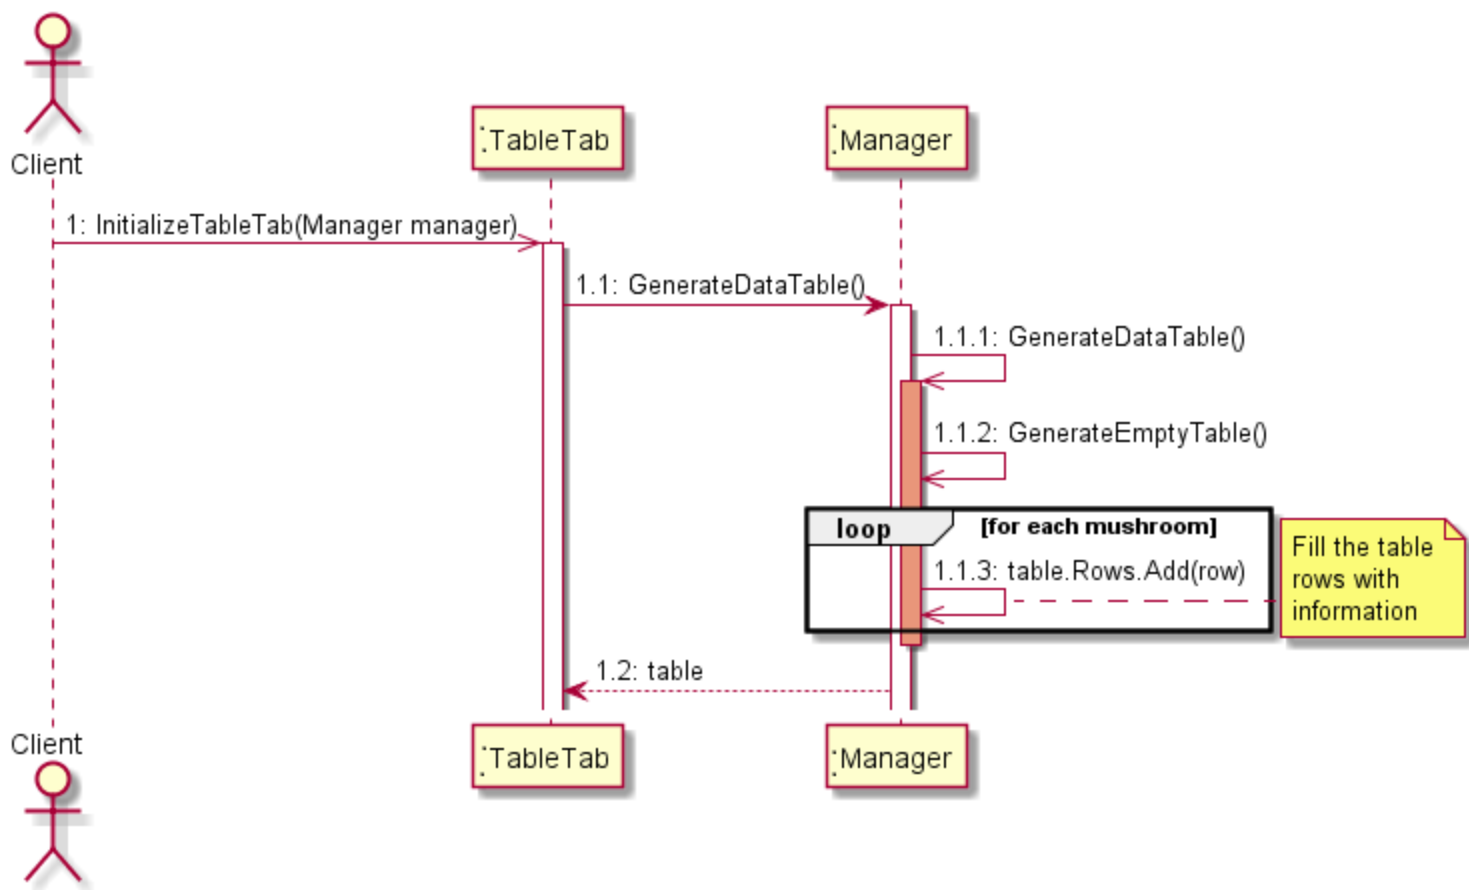 Client
:TableTab
:Manager
1: InitializeTableTab(Manager manager)
1.1: GenerateDataTable()
1.1.1: GenerateDataTable()
1.1.2: GenerateEmptyTable()
loop
[for each mushroom]
1.1.3: table.Rows.Add(row)
Fill the table
rows with
information
1.2: table
Client
:TableTab
:Manager